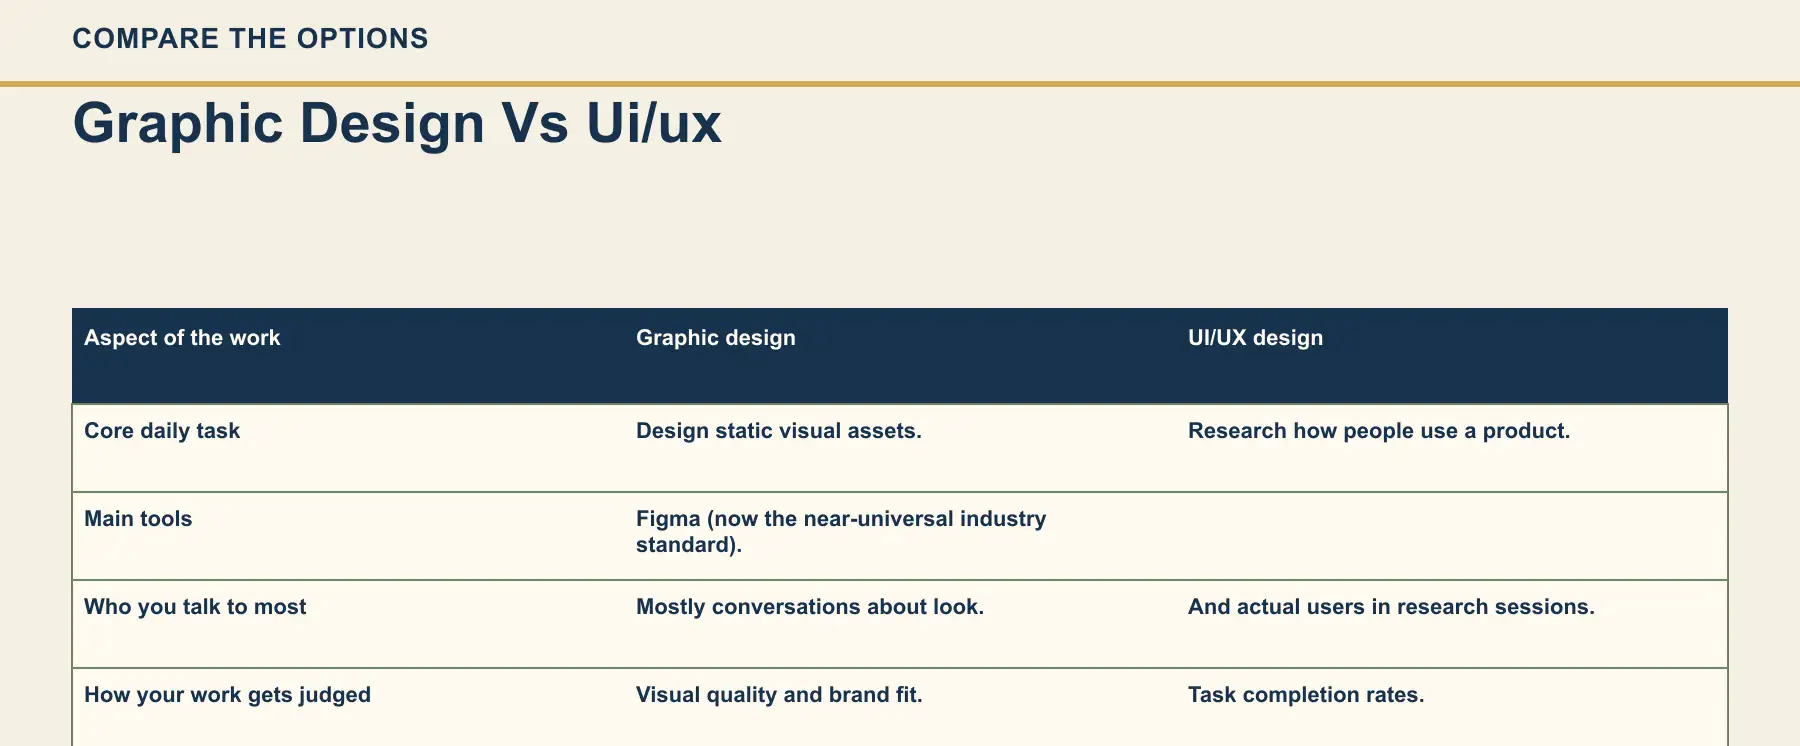 COMPARE THE OPTIONS
Graphic Design Vs Ui/ux
Aspect of the work
Graphic design
UI/UX design
Core daily task
Design static visual assets.
Research how people use a product.
Main tools
Figma (now the near-universal industry
standard).
Who you talk to most
Mostly conversations about look.
And actual users in research sessions.
How your work gets judged
Visual quality and brand fit.
Task completion rates.